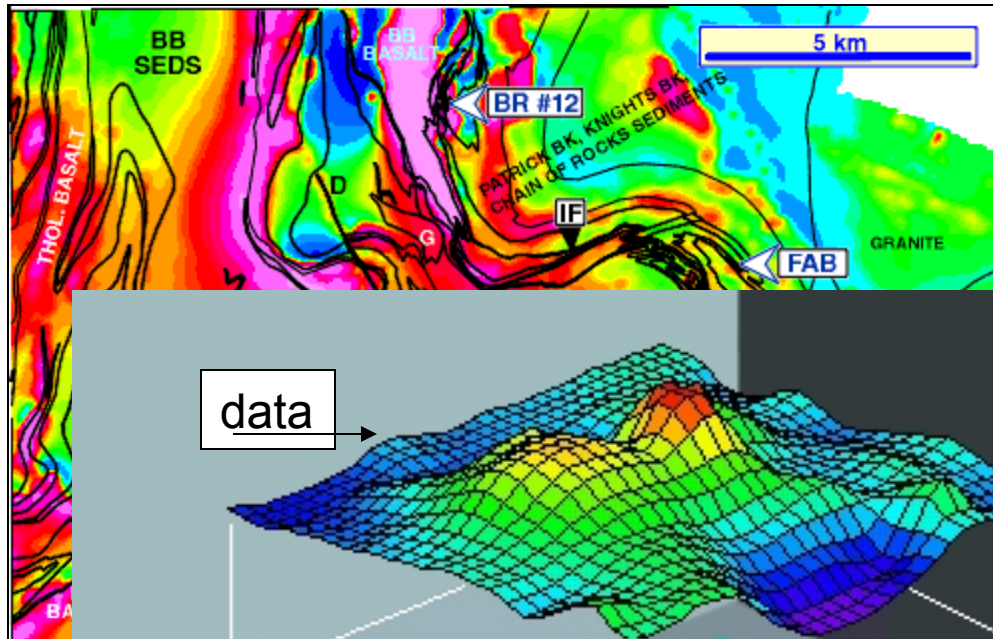 BB
SEDS
BB
BASALT
5 km
BR #12
PATRICK BK, KNIGHTS BK,
CHAIN OF ROCKS SEDIMENTS
THOL. BASALT
D
IF
G
GRANITE
FAB
data
BA